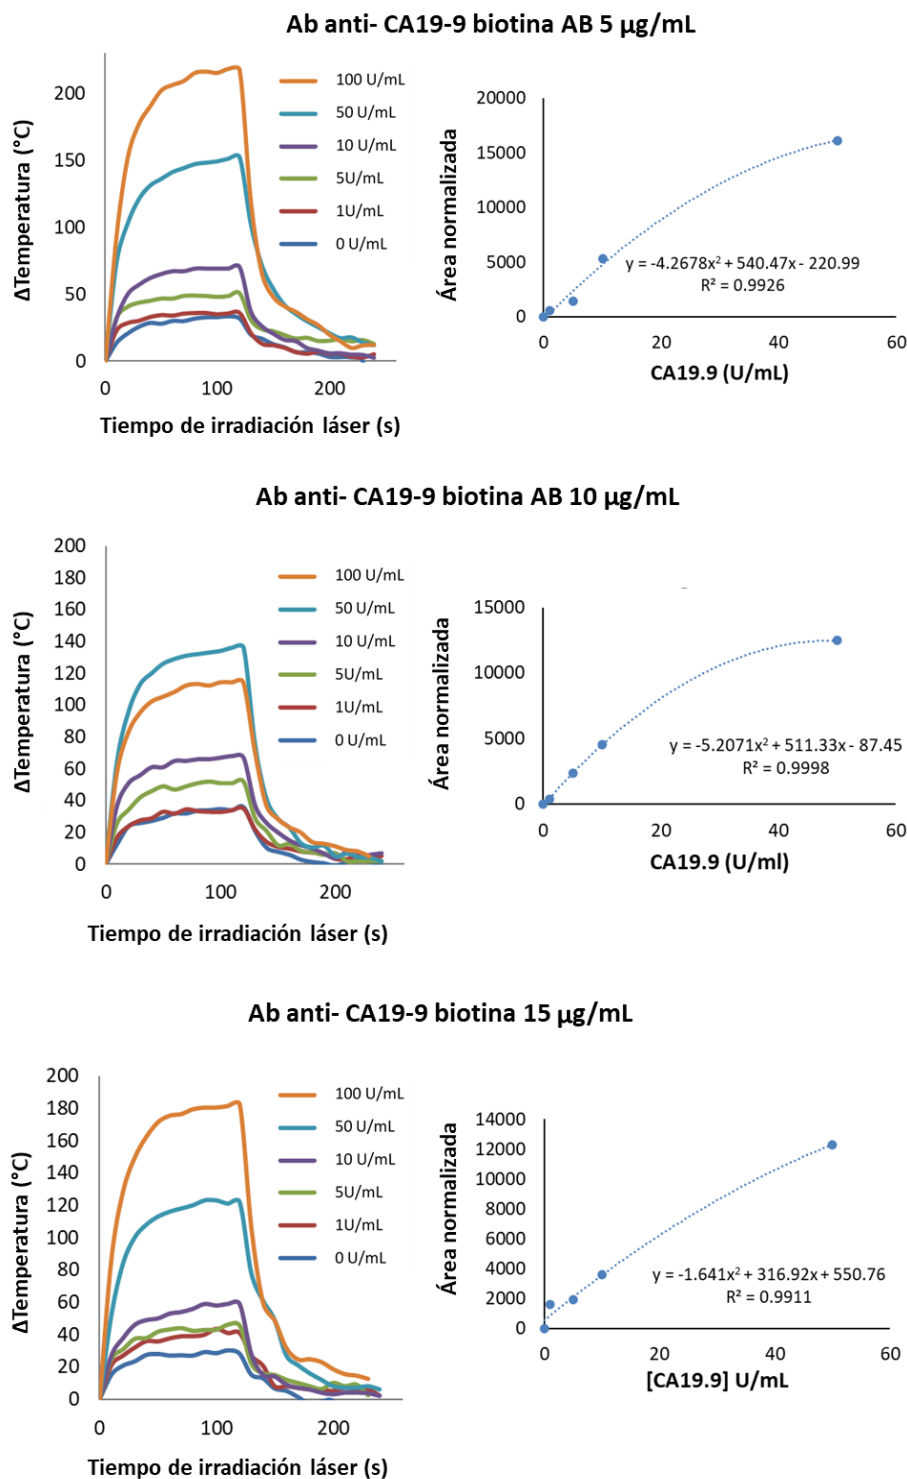 Ab anti- CA19-9 biotina AB 5 µg/mL
ΔTemperatura (°C)
200
150
100
50
0
0
100
200
Tiempo de irradiación láser (s)
100 U/mL
50 U/mL
10 U/mL
5U/mL
1U/mL
0 U/mL
Área normalizada
20000
15000
10000
5000
0
0
20
40
60
CA19.9 (U/mL)
y = -4.2678x² + 540.47x - 220.99
R² = 0.9926
Ab anti- CA19-9 biotina AB 10 µg/mL
ΔTemperatura (°C)
200
180
160
140
120
100
80
60
40
20
0
0
100
200
Tiempo de irradiación láser (s)
100 U/mL
50 U/mL
10 U/mL
5U/mL
1U/mL
0 U/mL
Área normalizada
15000
10000
5000
0
0
20
40
60
CA19.9 (U/ml)
y = -5.2071x² + 511.33x - 87.45
R² = 0.9998
Ab anti- CA19-9 biotina 15 µg/mL
ΔTemperatura (°C)
200
180
160
140
120
100
80
60
40
20
0
0
100
200
Tiempo de irradiación láser (s)
100 U/mL
50 U/mL
10 U/mL
5U/mL
1U/mL
0 U/mL
Área normalizada
14000
12000
10000
8000
6000
4000
2000
0
0
20
40
60
[CA19.9] U/mL
y = -1.641x² + 316.92x + 550.76
R² = 0.9911